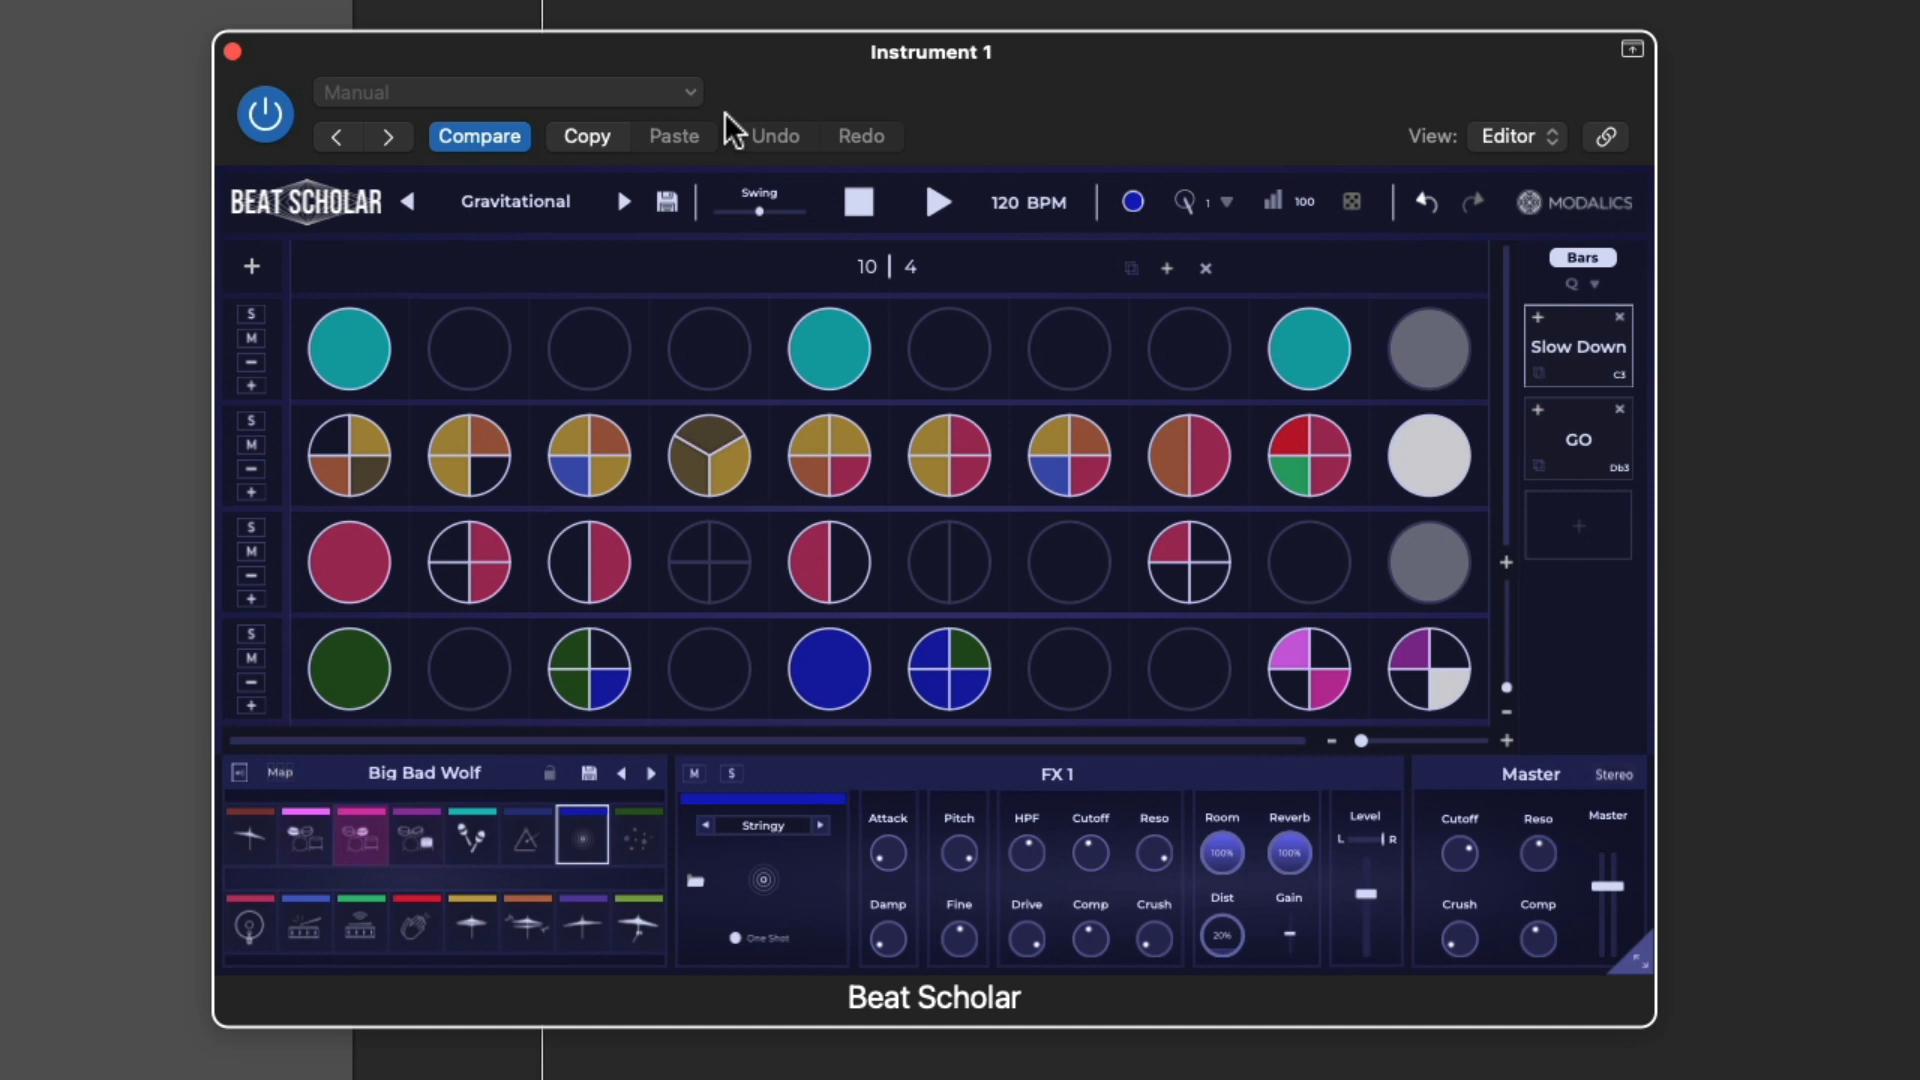 Instrument 1
Manual
Compare Copy Paste Undo Redo View: Editor
BEAT SCHOLAR Gravitational Swing 120 BPM 1 100 MODALICS
10 | 4
Bars
Q
S
M
S
M
S
M
S
M
Slow Down
C3
GO
Db3
Map Big Bad Wolf
M S FX 1
Stringy
One Shot
Attack Pitch HPF Cutoff Reso Room Reverb Level
L R
100% 100%
Damp Fine Drive Comp Crush Dist Gain
20%
Master Stereo
Cutoff Reso Master
Crush Comp
Beat Scholar